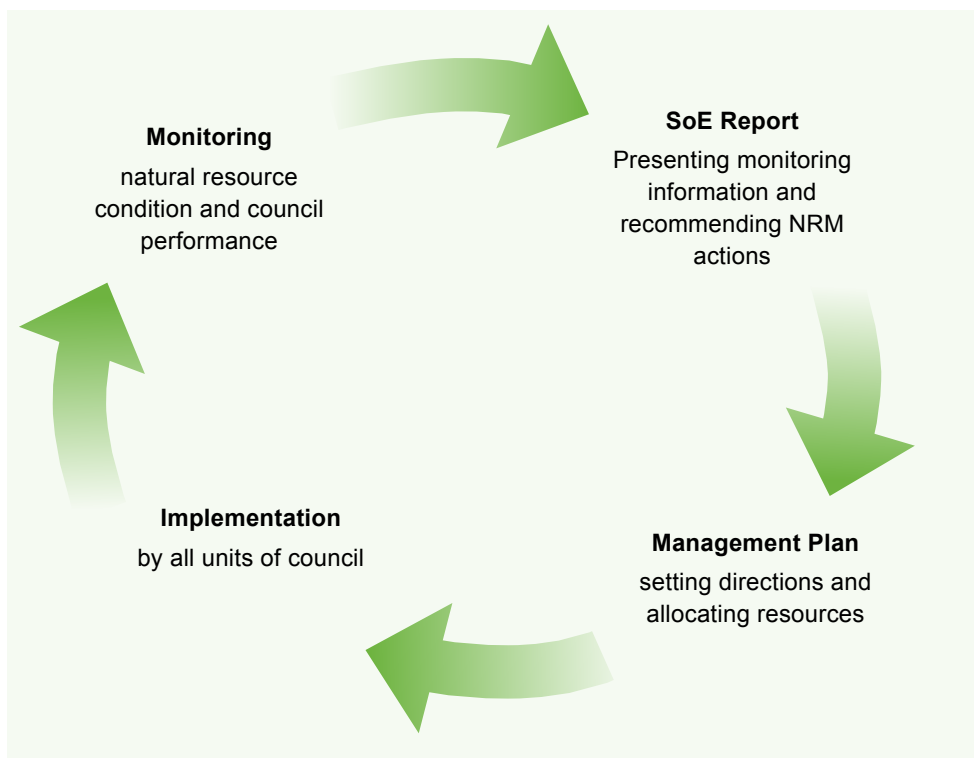 Monitoring
natural resource
condition and council
performance
SoE Report
Presenting monitoring
information and
recommending NRM
actions
Implementation
by all units of council
Management Plan
setting directions and
allocating resources